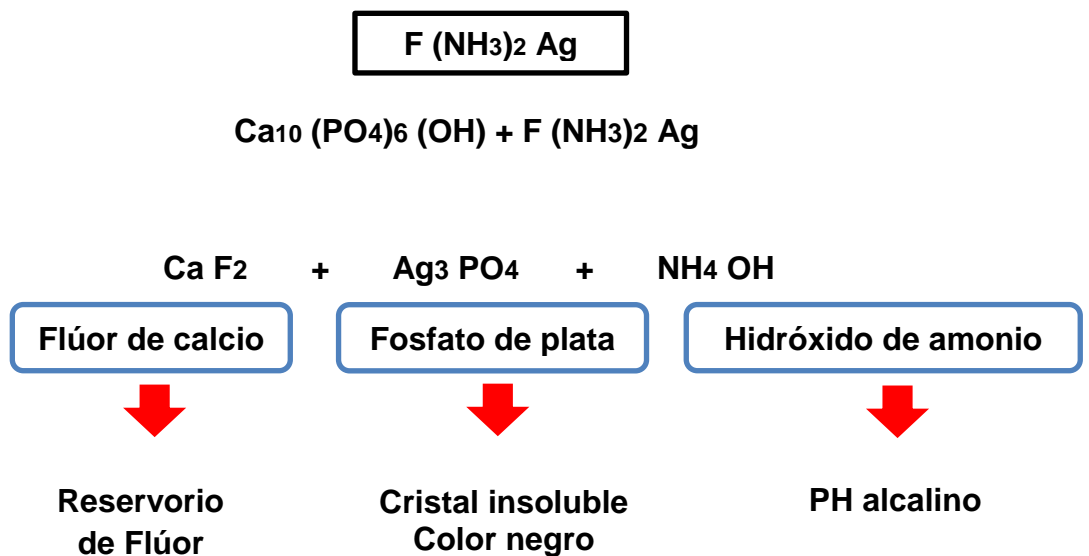 F (NH3)2 Ag
Ca10 (PO4)6 (OH) + F (NH3)2 Ag
Ca F2 + Ag3 PO4 + NH4 OH
Flúor de calcio Fosfato de plata Hidróxido de amonio
Reservorio
de Flúor
Cristal insoluble
Color negro
PH alcalino